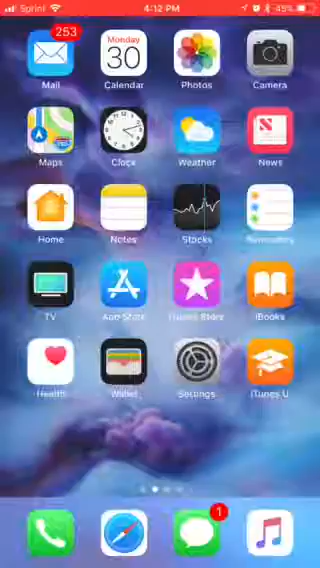 Sprint 4:12 PM 45%
253
Monday
30
Mail Calendar Photos Camera
Maps Clock Weather News
Home Notes Stocks Reminders
tv
TV App Store iTunes Store iBooks
Health Wallet Settings iTunes U
1